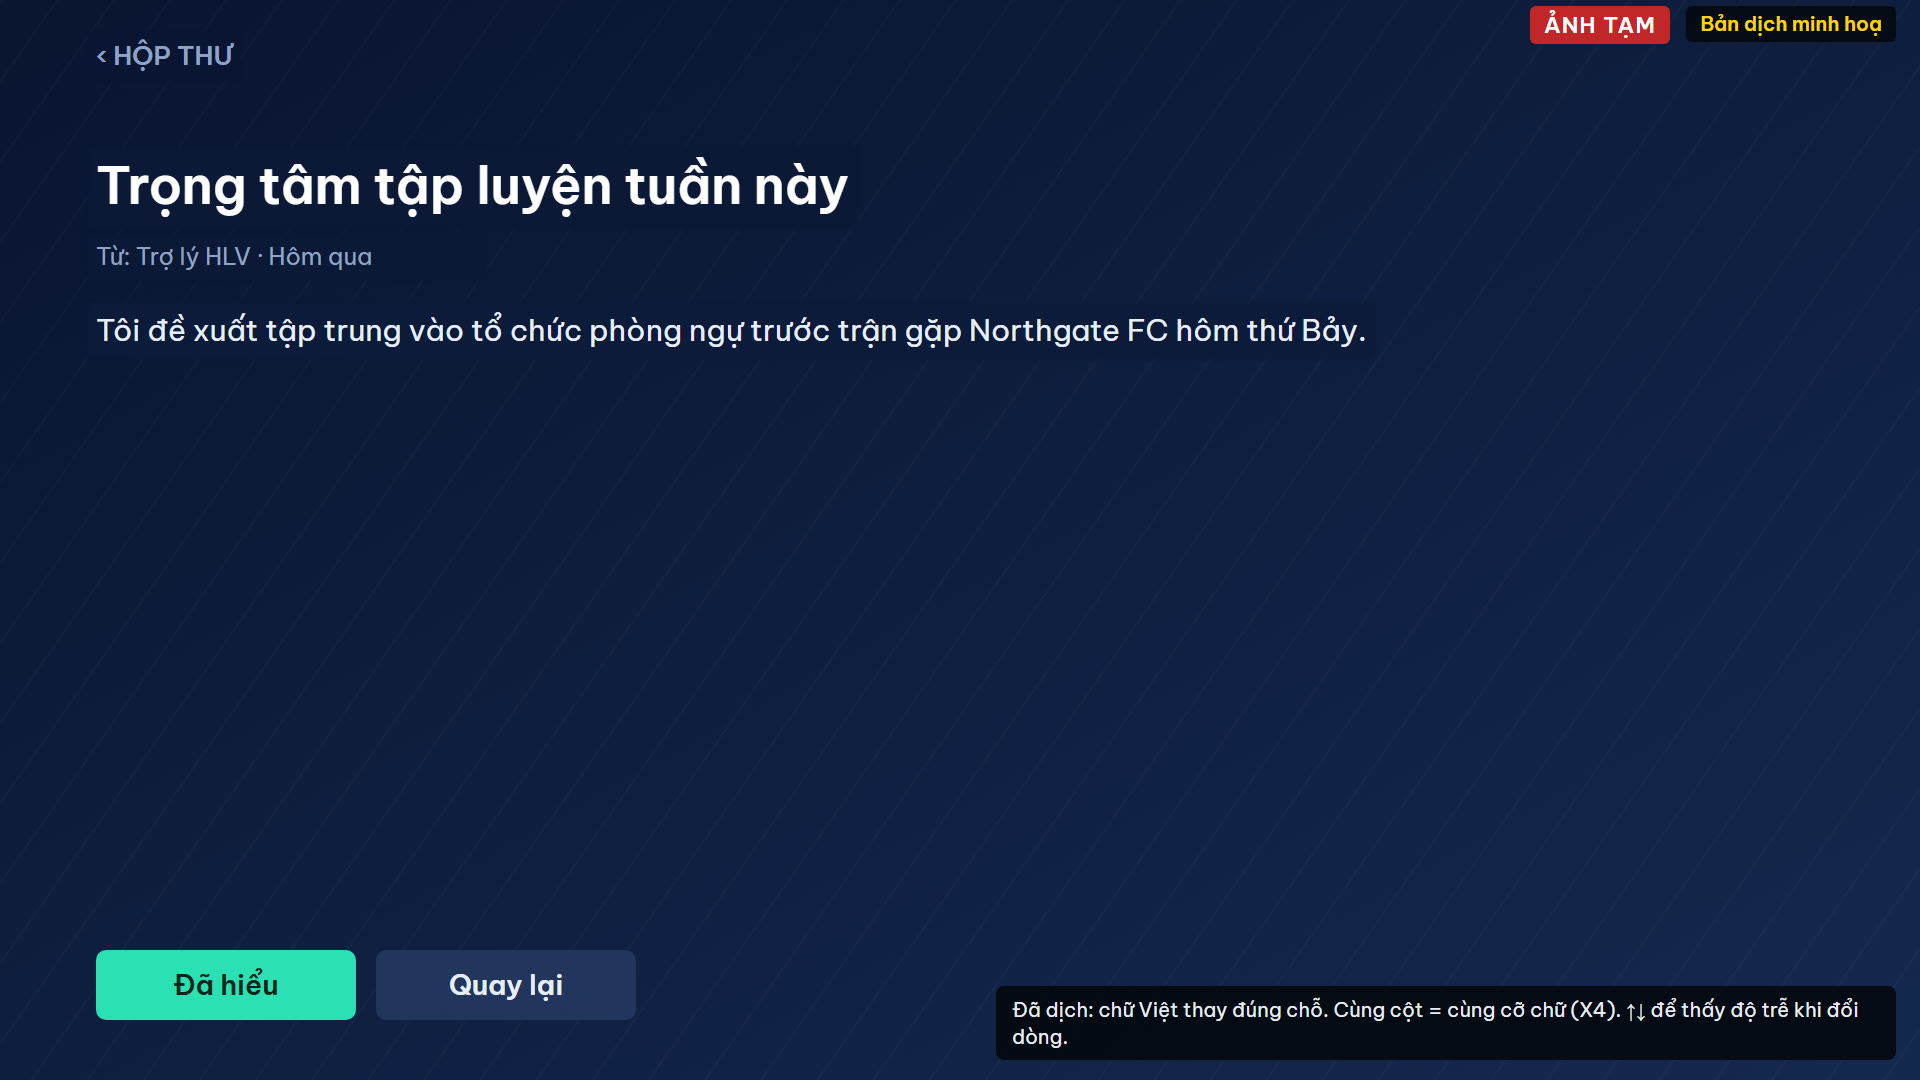 ‹ HỘP THƯ
ẢNH TẠM
Bản dịch minh hoạ
Trọng tâm tập luyện tuần này
Từ: Trợ lý HLV · Hôm qua
Tôi đề xuất tập trung vào tổ chức phòng ngự trước trận gặp Northgate FC hôm thứ Bảy.
Đã hiểu
Quay lại
Đã dịch: chữ Việt thay đúng chỗ. Cùng cột = cùng cỡ chữ (X4). ↑↓ để thấy độ trễ khi đổi
dòng.